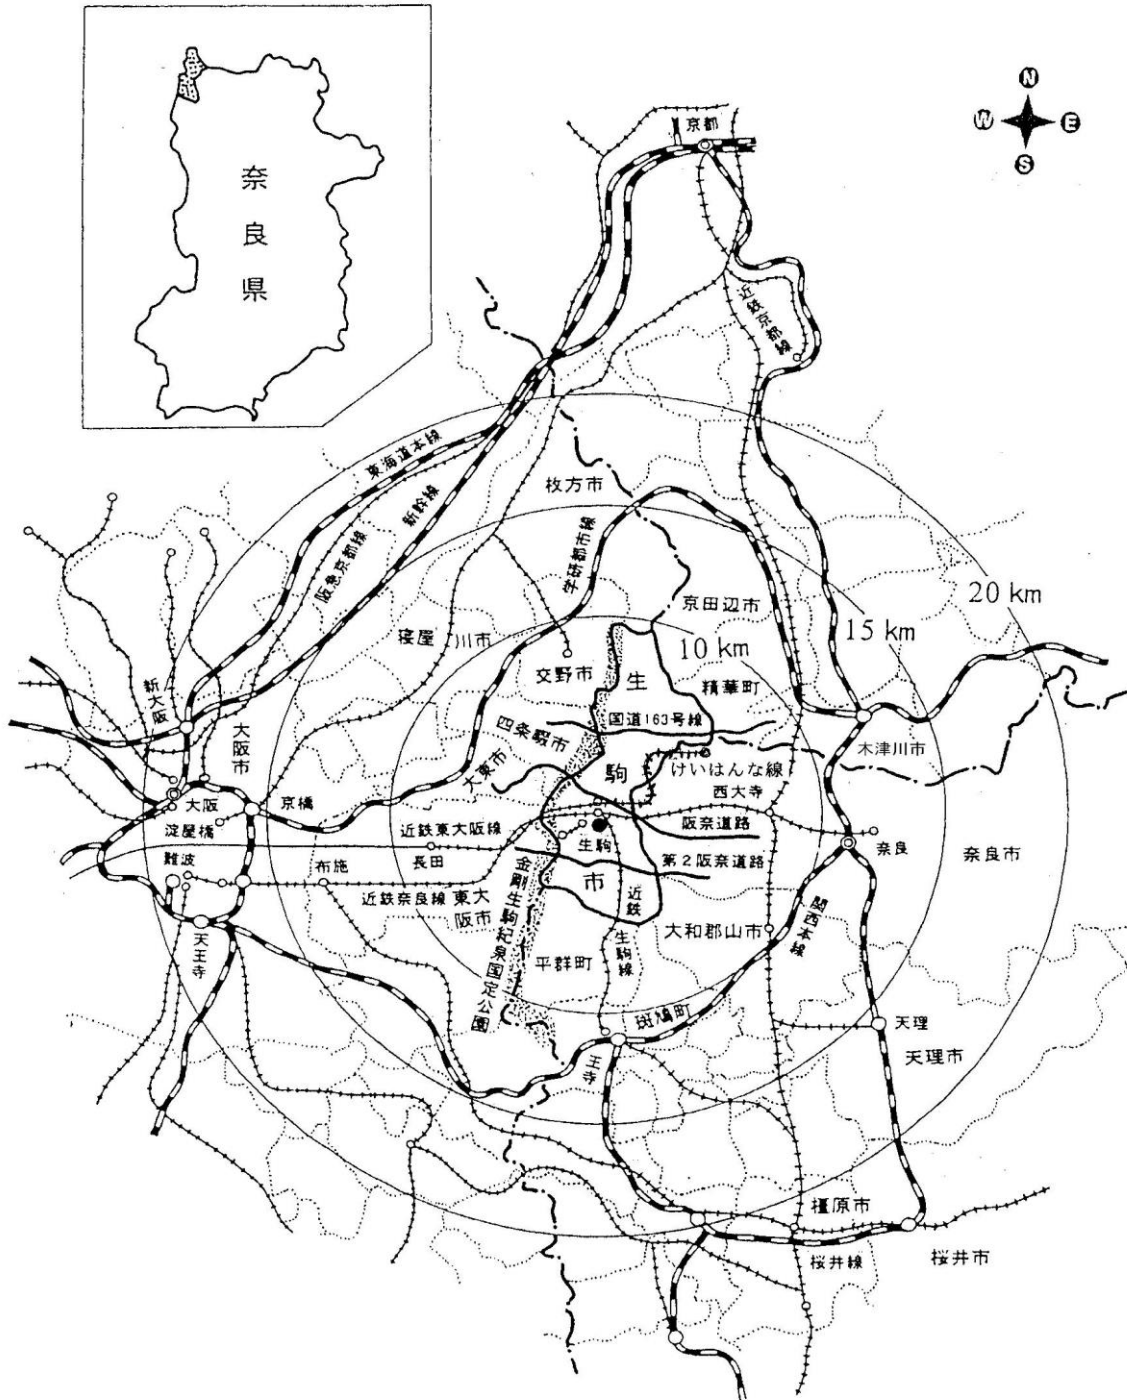 奈良県
N
W
E
S
京都
近鉄京都線
東海道本線
新幹線
阪急京都線
枚方市
学研都市線
京田辺市
20 km
15 km
10 km
寝屋川市
交野市
生駒市
精華町
国道163号線
四条畷市
大東市
新大阪
大阪市
木津川市
けいはんな線
西大寺
大阪
京橋
淀屋橋
近鉄東大阪線
阪奈道路
生駒
長田
第2阪奈道路
奈良
奈良市
難波
布施
近鉄奈良線
東大阪市
金剛生駒紀泉国定公園
近鉄生駒線
大和郡山市
関西本線
天王寺
平群町
斑鳩町
王寺
天理
天理市
橿原市
桜井線
桜井市